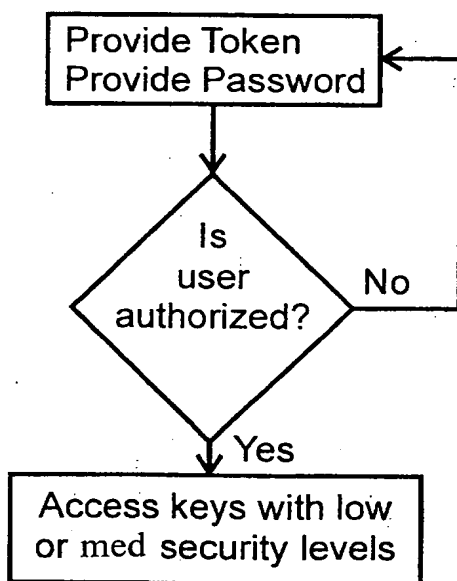 Provide Token
Provide Password
Is
user
authorized?
No
Yes
Access keys with low
or med security levels